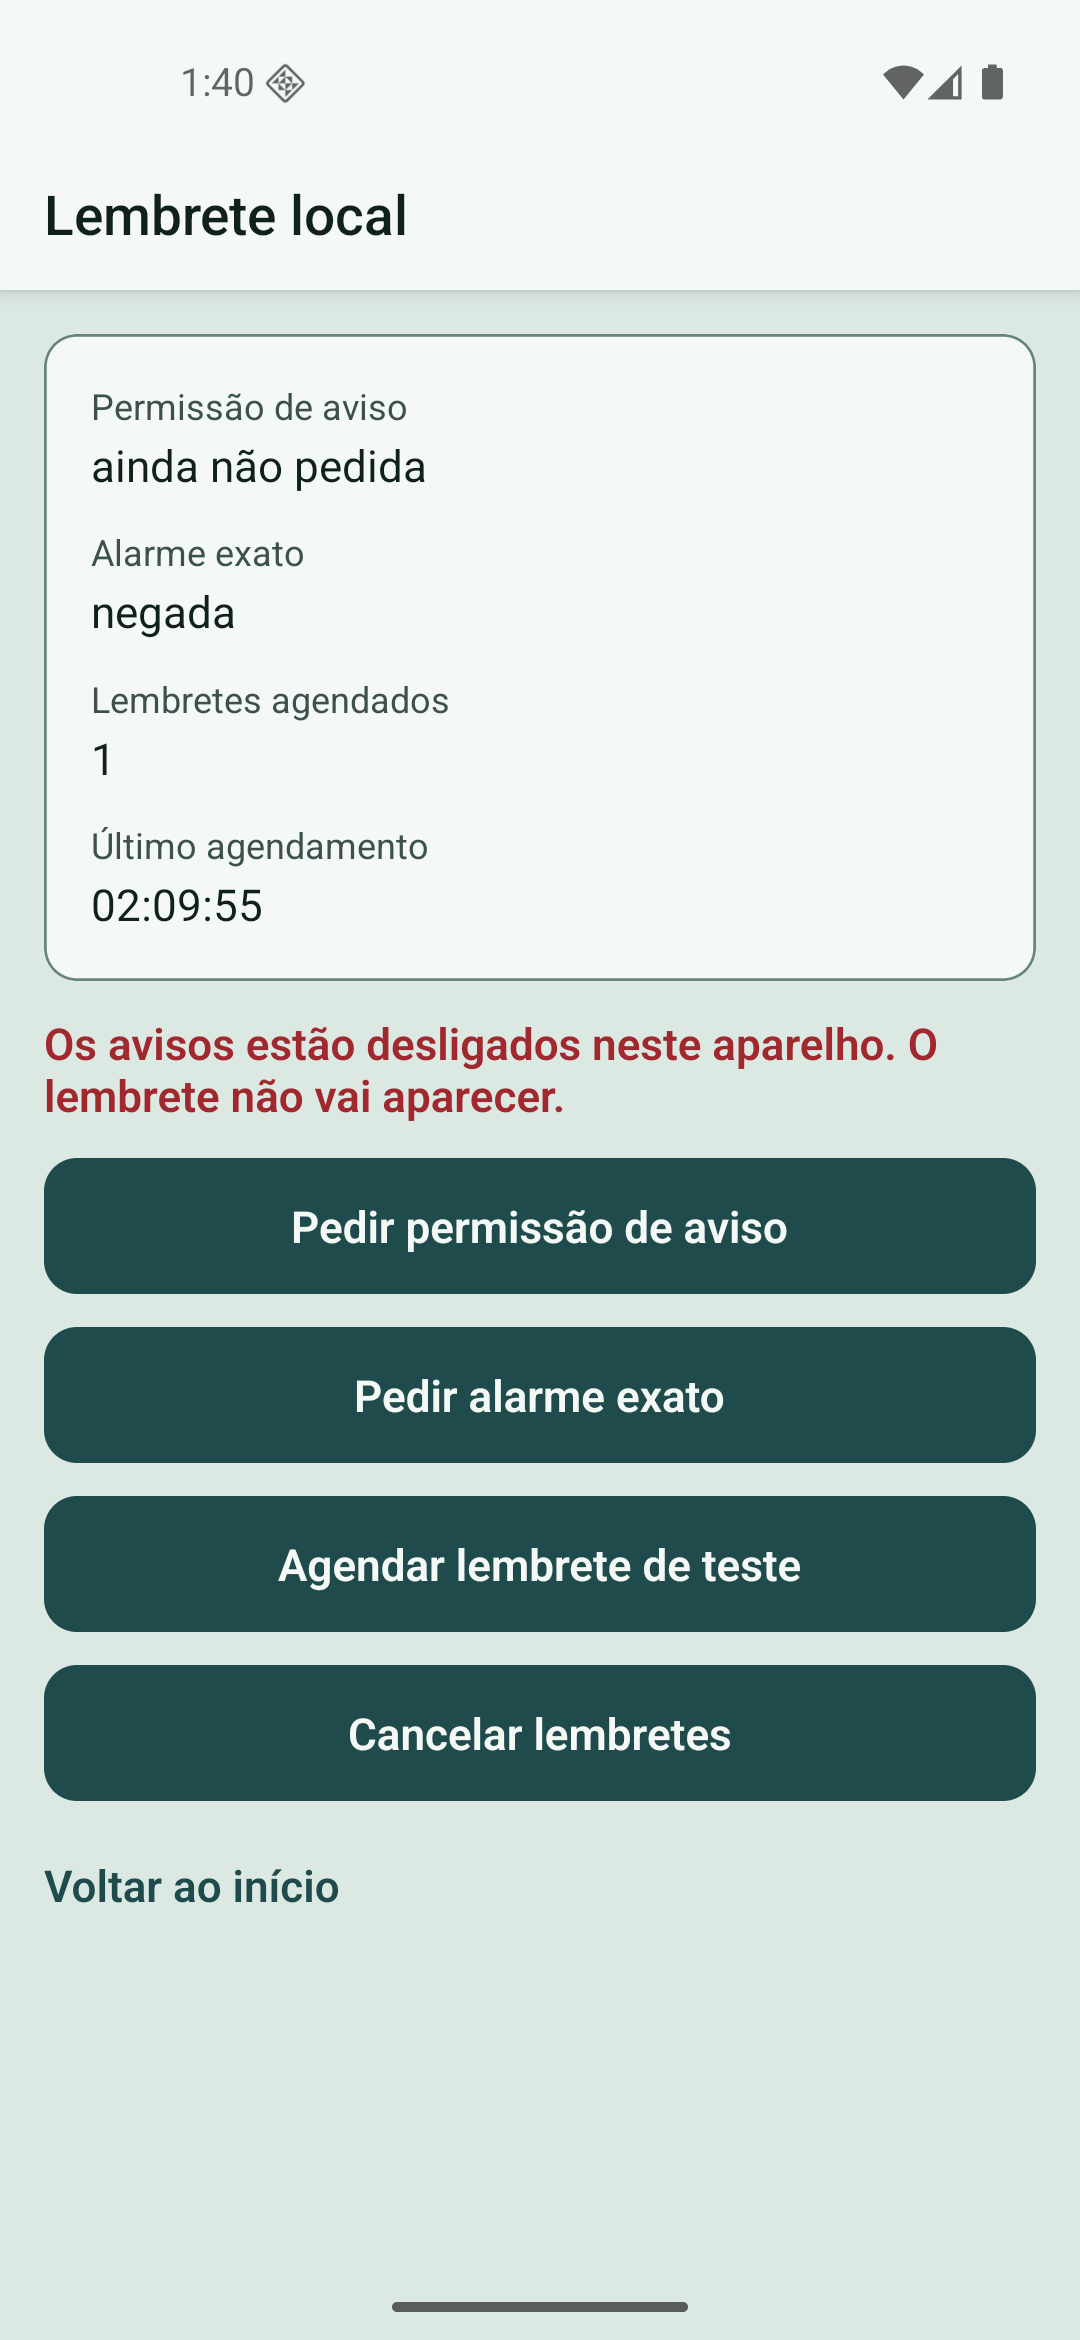 1:40
Lembrete local
Permissão de aviso
ainda não pedida
Alarme exato
negada
Lembretes agendados
1
Último agendamento
02:09:55
Os avisos estão desligados neste aparelho. O
lembrete não vai aparecer.
Pedir permissão de aviso
Pedir alarme exato
Agendar lembrete de teste
Cancelar lembretes
Voltar ao início